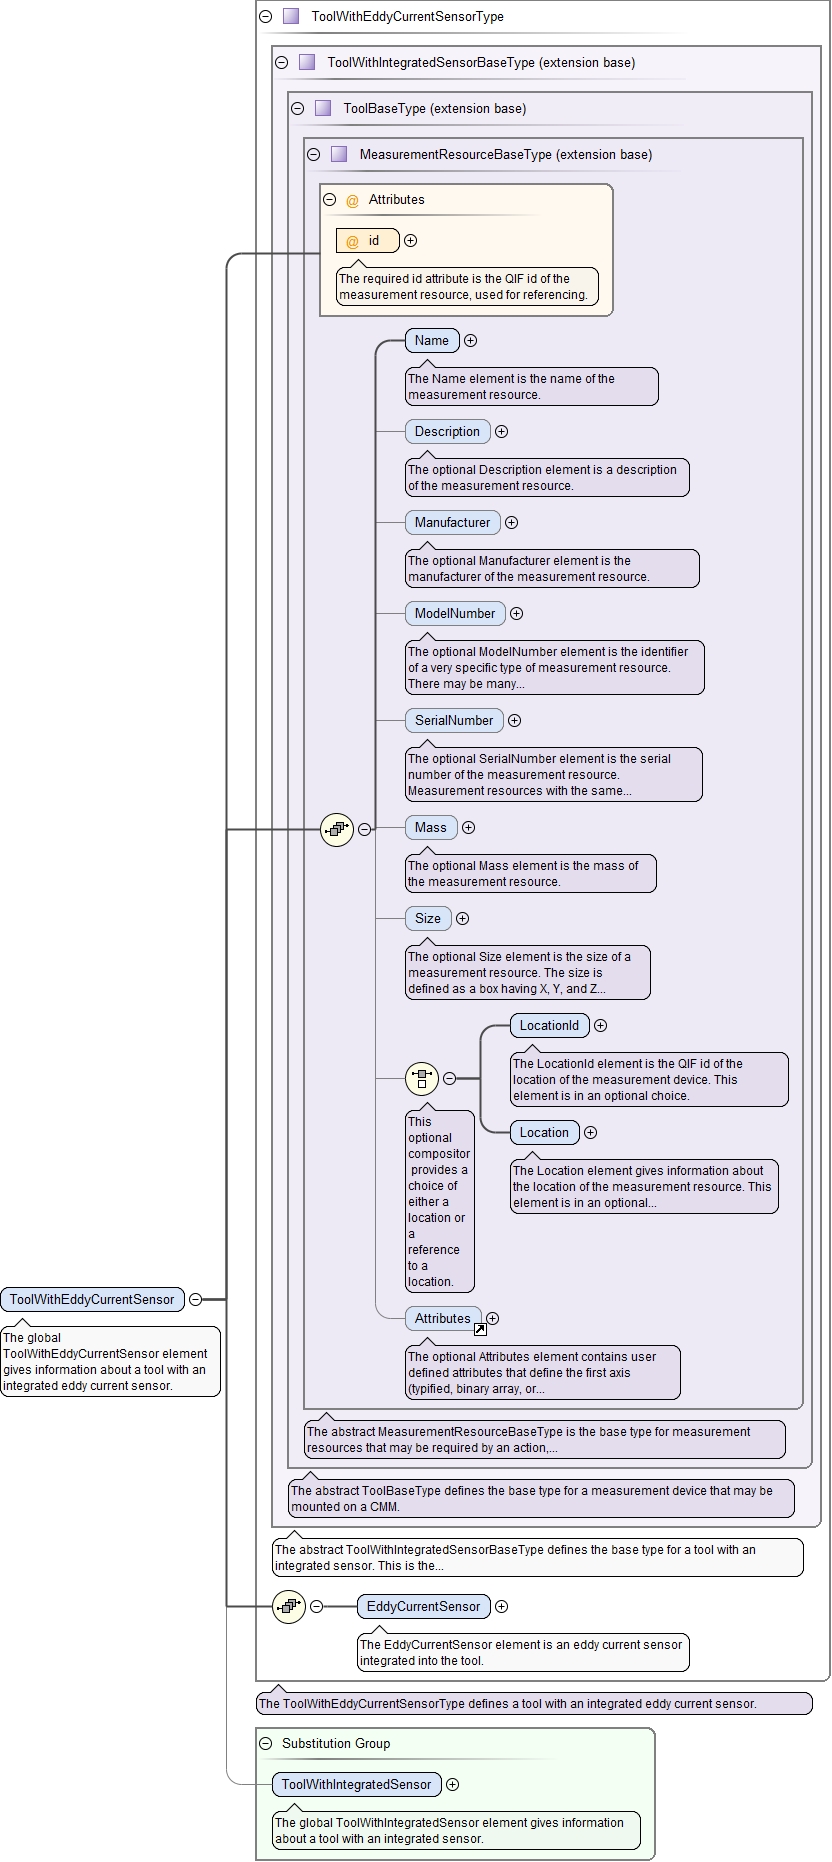 ToolWithEddyCurrentSensorType
ToolWithIntegratedSensorBaseType (extension base)
ToolBaseType (extension base)
MeasurementResourceBaseType (extension base)
@ Attributes
@ id
The required id attribute is the QIF id of the
measurement resource, used for referencing.
Name
The Name element is the name of the
measurement resource.
Description
The optional Description element is a description
of the measurement resource.
Manufacturer
The optional Manufacturer element is the
manufacturer of the measurement resource.
ModelNumber
The optional ModelNumber element is the identifier
of a very specific type of measurement resource.
There may be many...
SerialNumber
The optional SerialNumber element is the serial
number of the measurement resource.
Measurement resources with the same...
Mass
The optional Mass element is the mass of
the measurement resource.
Size
The optional Size element is the size of a
measurement resource. The size is
defined as a box having X, Y, and Z...
LocationId
The LocationId element is the QIF id of the
location of the measurement device. This
element is in an optional choice.
Location
The Location element gives information about
the location of the measurement resource. This
element is in an optional...
This
optional
compositor
provides a
choice of
either a
location or
a
reference
to a
location.
Attributes
The optional Attributes element contains user
defined attributes that define the first axis
(typified, binary array, or...
The abstract MeasurementResourceBaseType is the base type for measurement
resources that may be required by an action,...
The abstract ToolBaseType defines the base type for a measurement device that may be
mounted on a CMM.
The abstract ToolWithIntegratedSensorBaseType defines the base type for a tool with an
integrated sensor. This is the...
ToolWithEddyCurrentSensor
The global
ToolWithEddyCurrentSensor element
gives information about a tool with an
integrated eddy current sensor.
EddyCurrentSensor
The EddyCurrentSensor element is an eddy current sensor
integrated into the tool.
The ToolWithEddyCurrentSensorType defines a tool with an integrated eddy current sensor.
Substitution Group
ToolWithIntegratedSensor
The global ToolWithIntegratedSensor element gives information
about a tool with an integrated sensor.